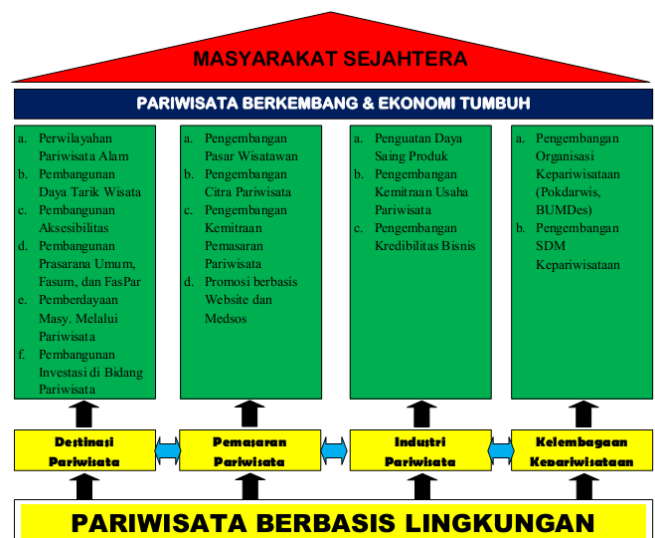 MASYARAKAT SEJAHTERA
PARIWISATA BERKEMBANG & EKONOMI TUMBUH
a. Perwilayahan
Pariwisata Alam
b. Pembangunan
Daya Tarik Wisata
c. Pembangunan
Aksesibilitas
d. Pembangunan
Prasarana Umum,
Fasum, dan FasPar
e. Pemberdayaan
Masy. Melalui
Pariwisata
f. Pembangunan
Investasi di Bidang
Pariwisata
a. Pengembangan
Pasar Wisatawan
b. Pengembangan
Citra Pariwisata
c. Pengembangan
Kemitraan
Pemasaran
Pariwisata
d. Promosi berbasis
Website dan
Medsos
a. Penguatan Daya
Saing Produk
b. Pengembangan
Kemitraan Usaha
Pariwisata
c. Pengembangan
Kredibilitas Bisnis
a. Pengembangan
Organisasi
Kepariwisataan
(Pokdarwis,
BUMDes)
b. Pengembangan
SDM
Kepariwisataan
Destinasi
Pariwisata
Pemasaran
Pariwisata
Industri
Pariwisata
Kelembagaan
Kepariwisataan
PARIWISATA BERBASIS LINGKUNGAN